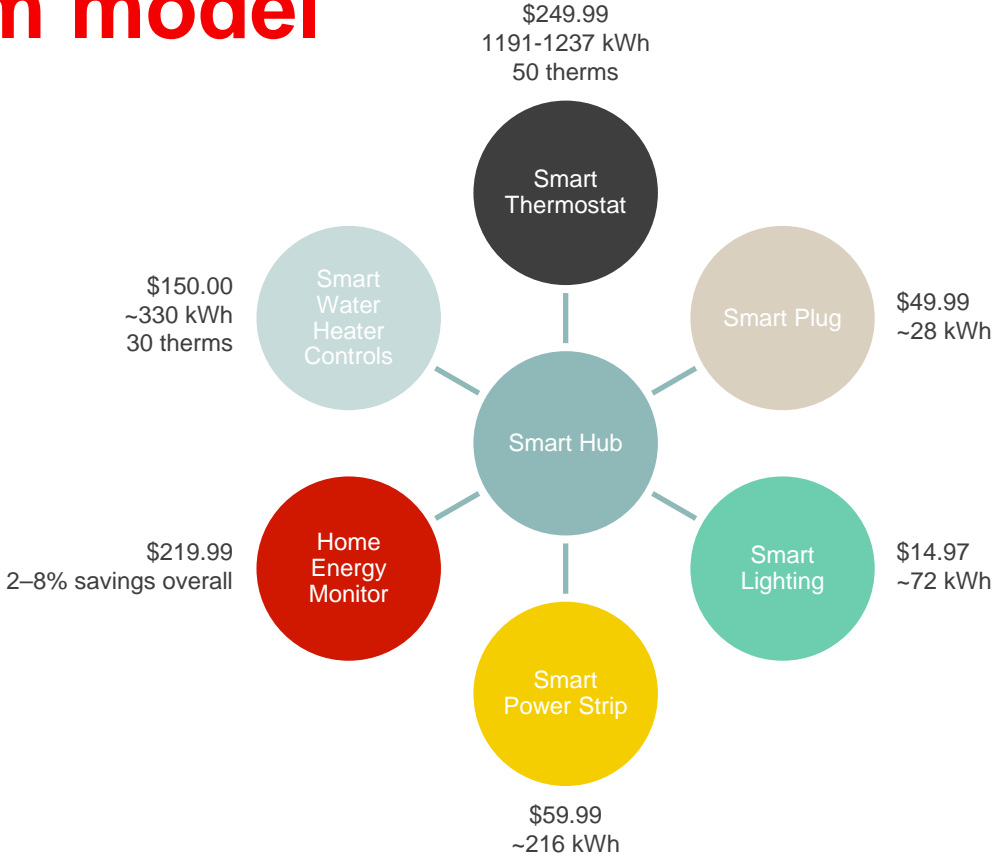 m model
$249.99
1191-1237 kWh
50 therms
Smart
Thermostat
$150.00
~330 kWh
30 therms
Smart
Water
Heater
Controls
Smart Plug
$49.99
~28 kWh
Smart Hub
$219.99
2–8% savings overall
Home
Energy
Monitor
Smart
Lighting
$14.97
~72 kWh
Smart
Power Strip
$59.99
~216 kWh